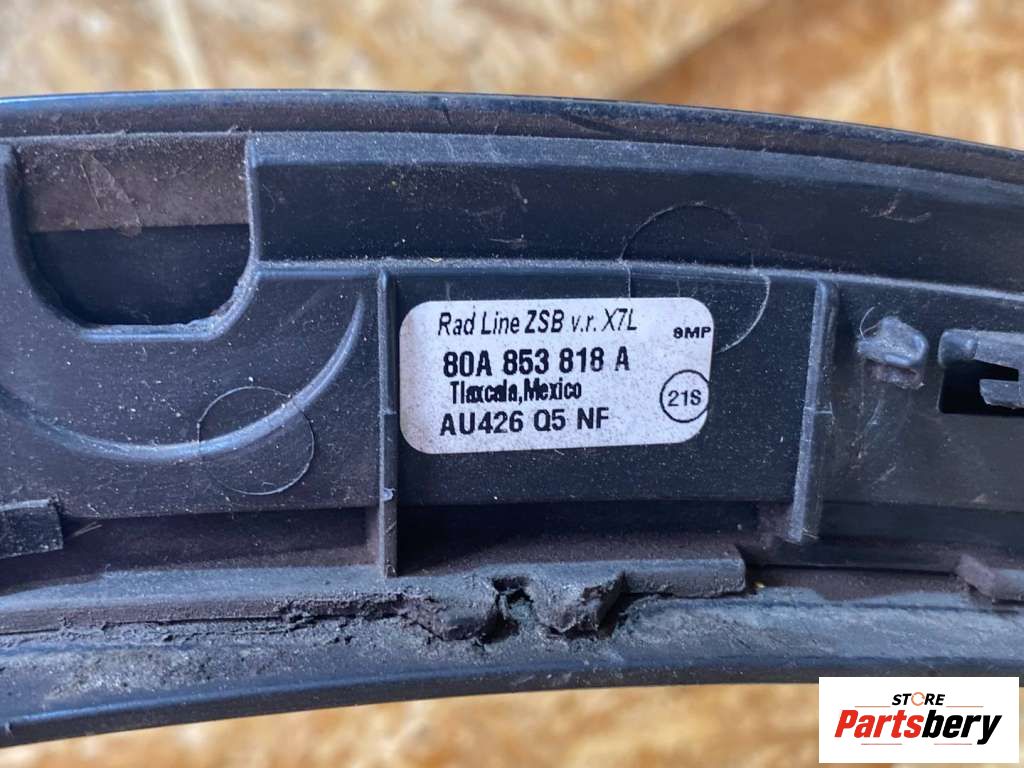 Rad Line ZSB v.r. X7L
9MP
80A 853 818 A
Tlaxcala, Mexico
21S
AU426 Q5 NF
STORE
Partsbery